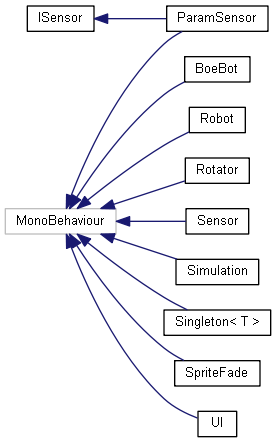 ISensor
ParamSensor
BoeBot
Robot
Rotator
MonoBehaviour
Sensor
Simulation
Singleton< T >
SpriteFade
UI